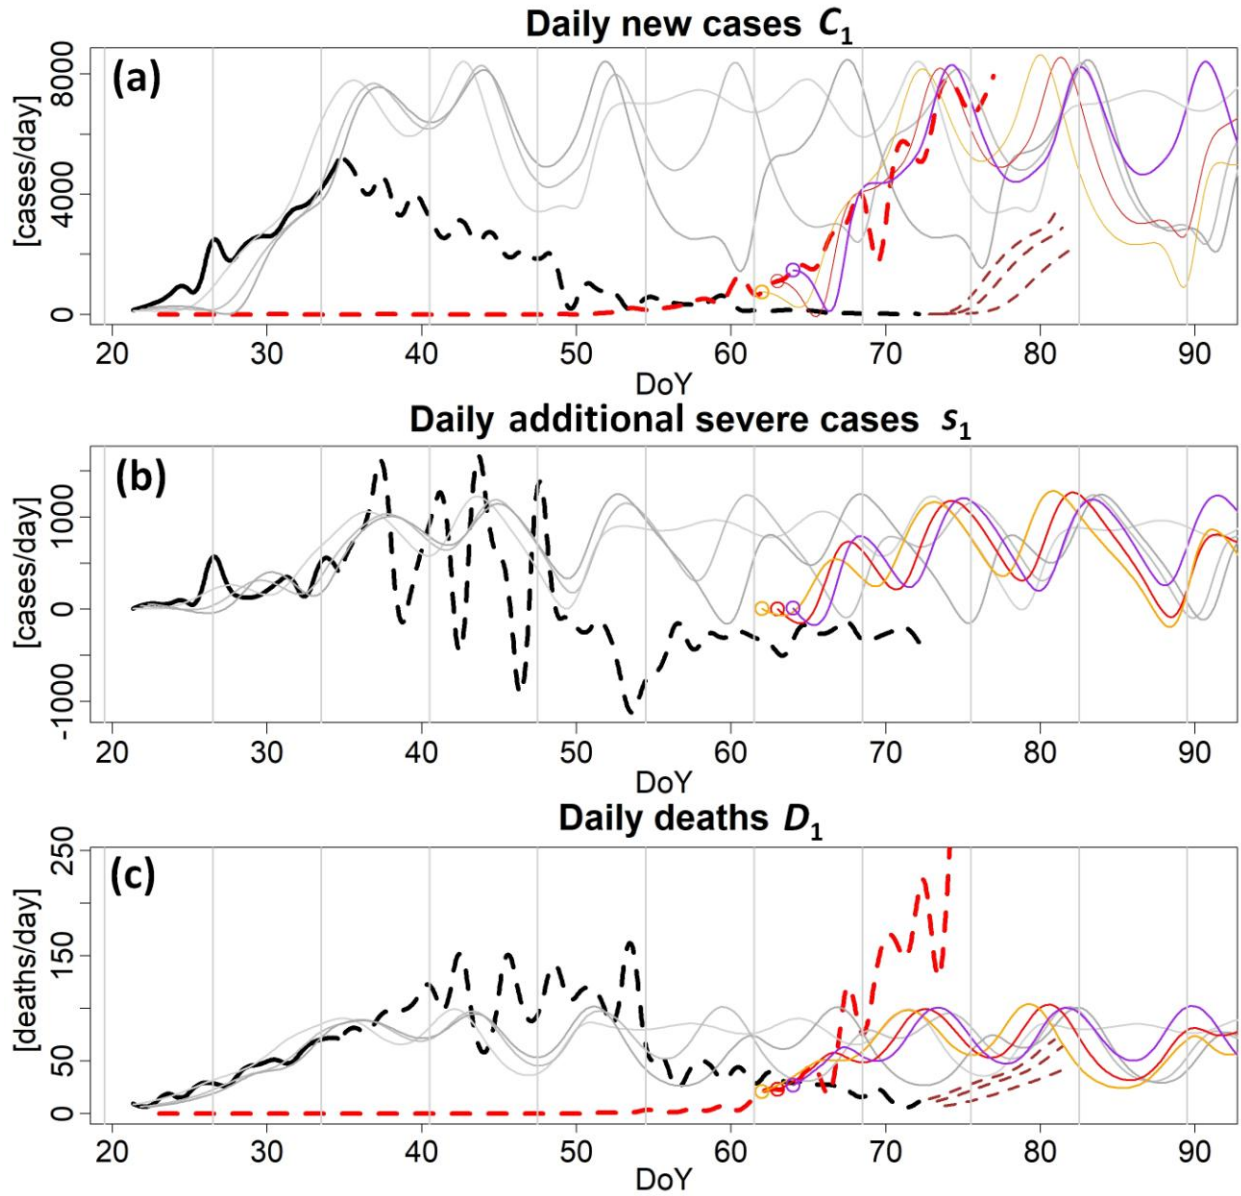 Daily new cases C1
(a)
8000
4000
0
[cases/day]
20 30 40 50 60 70 80 90
DoY
Daily additional severe cases s1
(b)
1000
0
-1000
[cases/day]
20 30 40 50 60 70 80 90
DoY
Daily deaths D1
(c)
250
150
50
0
[deaths/day]
20 30 40 50 60 70 80 90
DoY